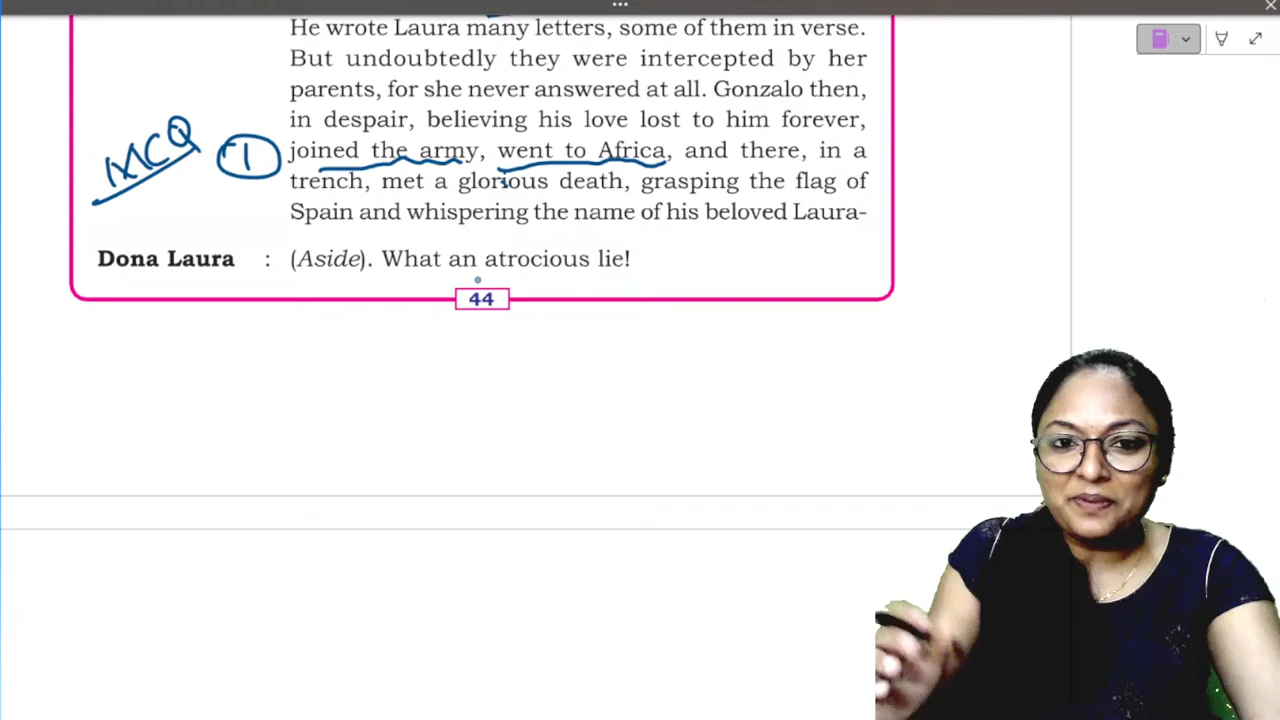 He wrote Laura many letters, some of them in verse.
But undoubtedly they were intercepted by her
parents, for she never answered at all. Gonzalo then,
in despair, believing his love lost to him forever,
MCQ 1 joined the army, went to Africa, and there, in a
trench, met a glorious death, grasping the flag of
Spain and whispering the name of his beloved Laura-
Dona Laura : (Aside). What an atrocious lie!
44